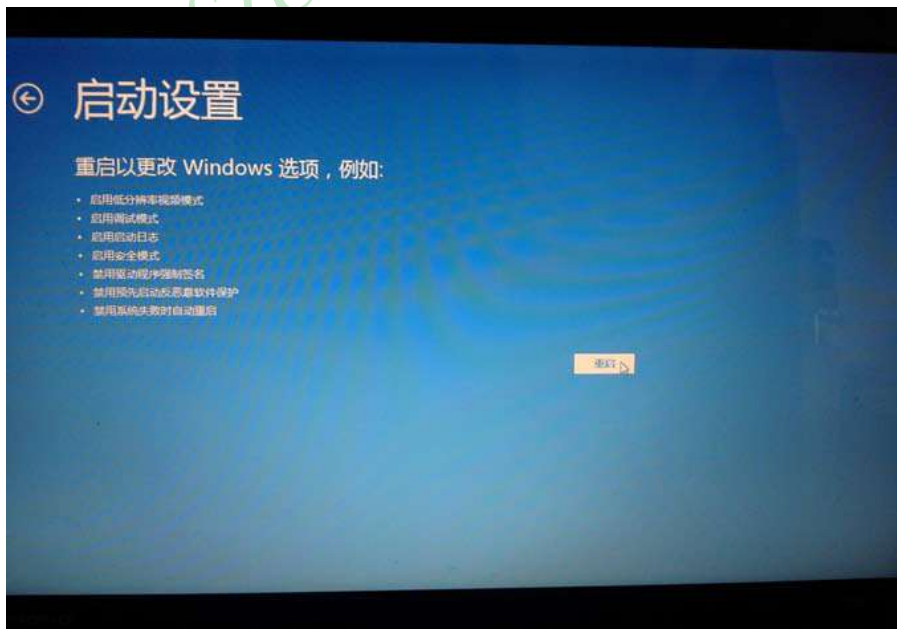 启动设置
重启以更改 Windows 选项，例如:
• 启用低分辨率视频模式
• 启用调试模式
• 启用启动日志
• 启用安全模式
• 禁用驱动程序强制签名
• 禁用预先启动反恶意软件保护
• 禁用系统失败时自动重启
重启